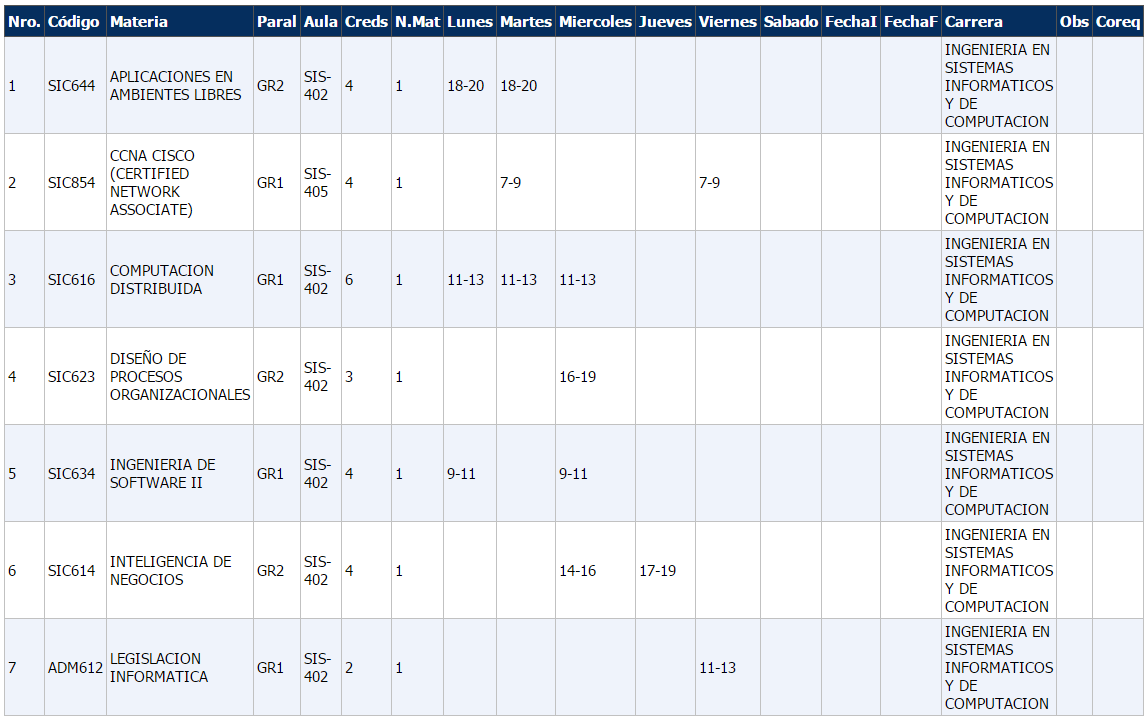 Nro. Código Materia Paral Aula Creds N.Mat Lunes Martes Miercoles Jueves Viernes Sabado FechaI FechaF Carrera Obs Coreq
1 SIC644 APLICACIONES EN AMBIENTES LIBRES GR2 SIS-402 4 1 18-20 18-20 INGENIERIA EN SISTEMAS INFORMATICOS Y DE COMPUTACION
2 SIC854 CCNA CISCO (CERTIFIED NETWORK ASSOCIATE) GR1 SIS-405 4 1 7-9 7-9 INGENIERIA EN SISTEMAS INFORMATICOS Y DE COMPUTACION
3 SIC616 COMPUTACION DISTRIBUIDA GR1 SIS-402 6 1 11-13 11-13 11-13 INGENIERIA EN SISTEMAS INFORMATICOS Y DE COMPUTACION
4 SIC623 DISEÑO DE PROCESOS ORGANIZACIONALES GR2 SIS-402 3 1 16-19 INGENIERIA EN SISTEMAS INFORMATICOS Y DE COMPUTACION
5 SIC634 INGENIERIA DE SOFTWARE II GR1 SIS-402 4 1 9-11 9-11 INGENIERIA EN SISTEMAS INFORMATICOS Y DE COMPUTACION
6 SIC614 INTELIGENCIA DE NEGOCIOS GR2 SIS-402 4 1 14-16 17-19 INGENIERIA EN SISTEMAS INFORMATICOS Y DE COMPUTACION
7 ADM612 LEGISLACION INFORMATICA GR1 SIS-402 2 1 11-13 INGENIERIA EN SISTEMAS INFORMATICOS Y DE COMPUTACION